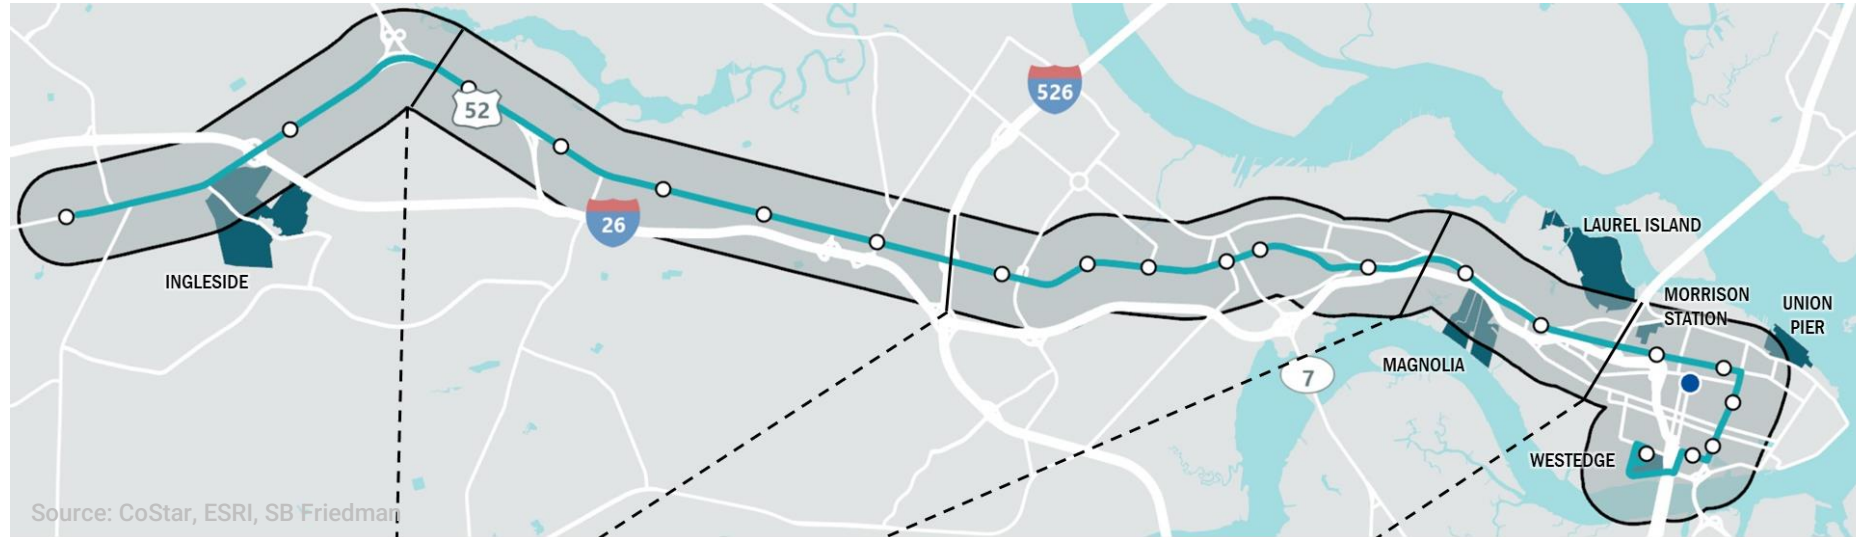 526
52
26
LAUREL ISLAND
INGLESIDE
MORRISON
STATION
UNION
PIER
MAGNOLIA
7
WESTEDGE
Source: CoStar, ESRI, SB Friedman